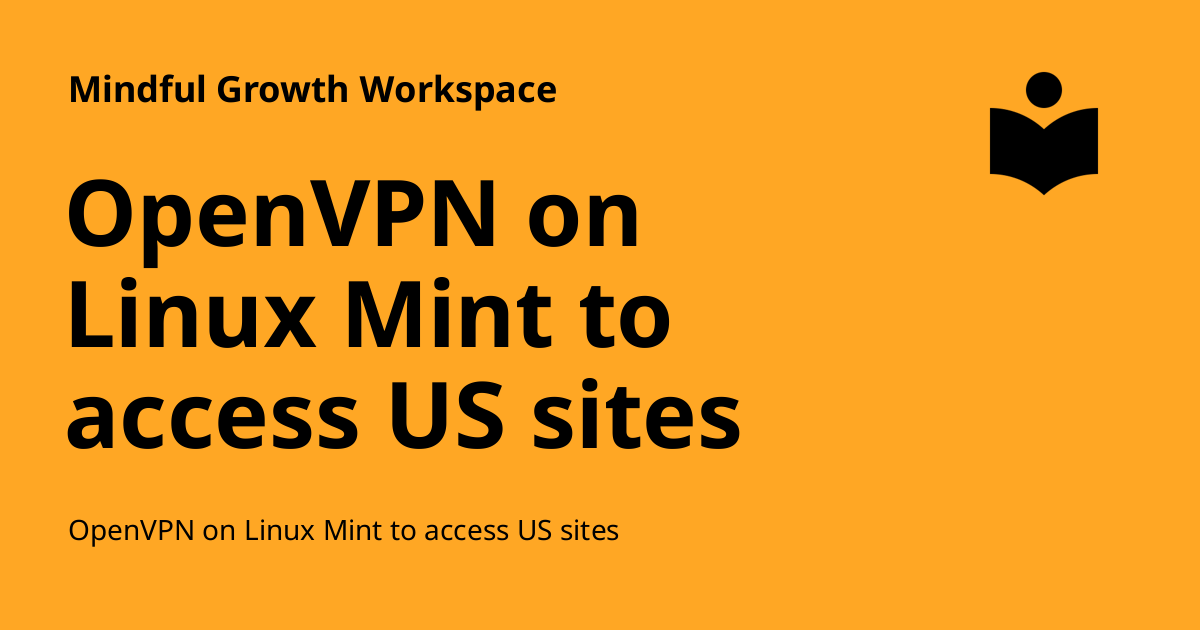 Mindful Growth Workspace
OpenVPN on
Linux Mint to
access US sites
OpenVPN on Linux Mint to access US sites